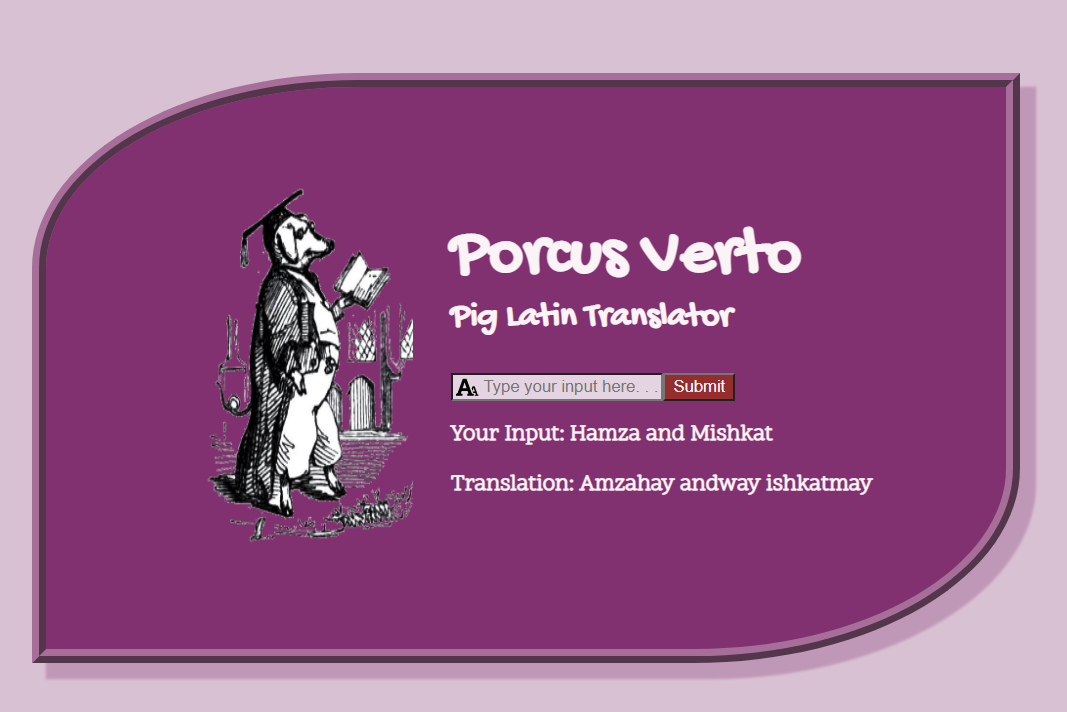 Porcus Verto
Pig Latin Translator
Type your input here. . . Submit
Your Input: Hamza and Mishkat
Translation: Amzahay andway ishkatmay